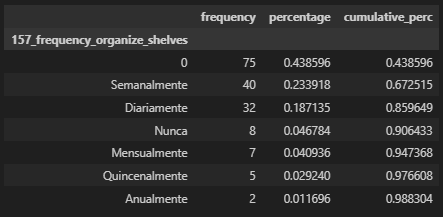 frequency percentage cumulative_perc
157_frequency_organize_shelves
0 75 0.438596 0.438596
Semanalmente 40 0.233918 0.672515
Diariamente 32 0.187135 0.859649
Nunca 8 0.046784 0.906433
Mensualmente 7 0.040936 0.947368
Quincenalmente 5 0.029240 0.976608
Anualmente 2 0.011696 0.988304